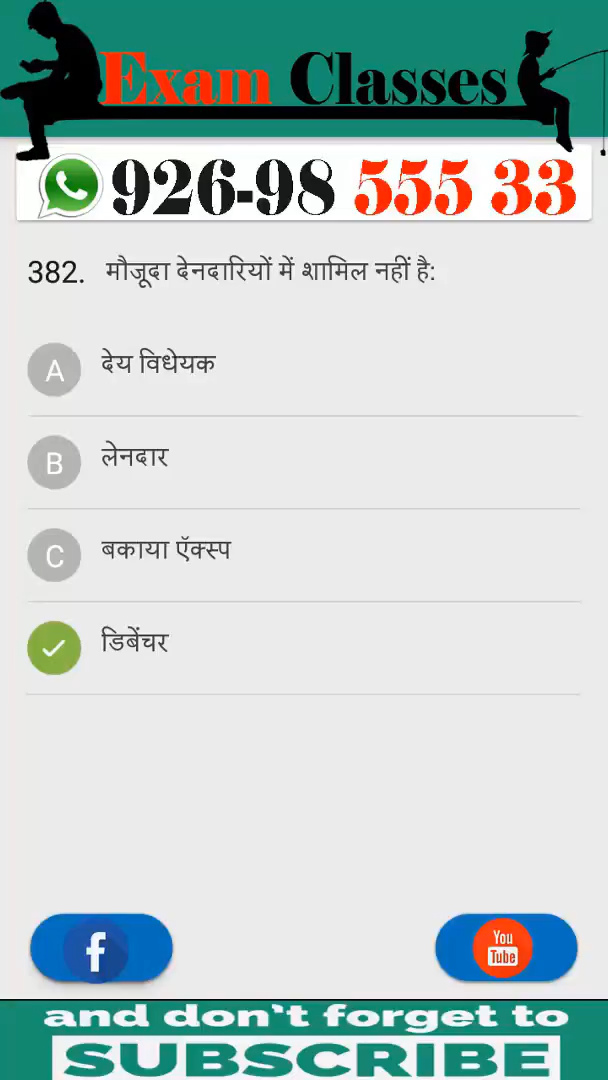 Exam Classes
926-98 555 33
382. मौजूदा देनदारियों में शामिल नहीं है:
A देय विधेयक
B लेनदार
C बकाया ऍक्स्प
डिबेंचर
f
You
Tube
and don't forget to
SUBSCRIBE